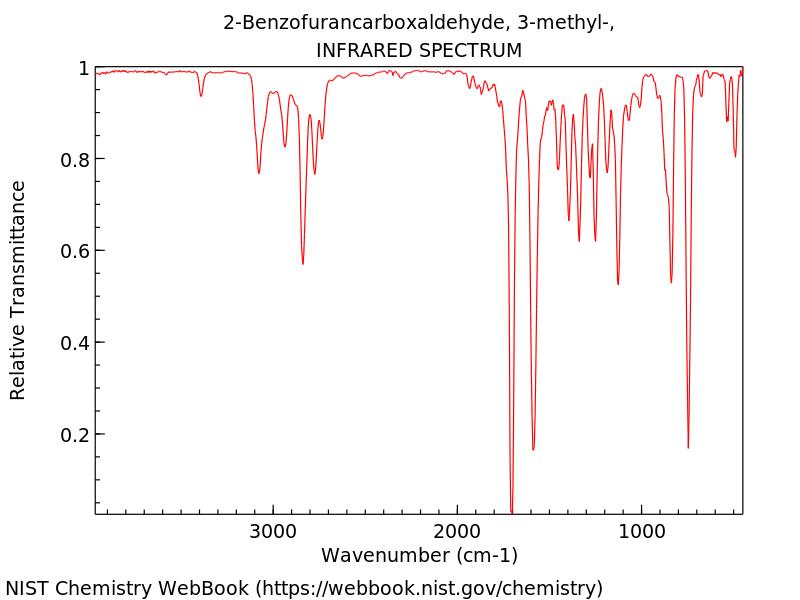 2-Benzofurancarboxaldehyde, 3-methyl-,
INFRARED SPECTRUM
1
0.8
0.6
0.4
0.2
Relative Transmittance
3000 2000 1000
Wavenumber (cm-1)
NIST Chemistry WebBook (https://webbook.nist.gov/chemistry)